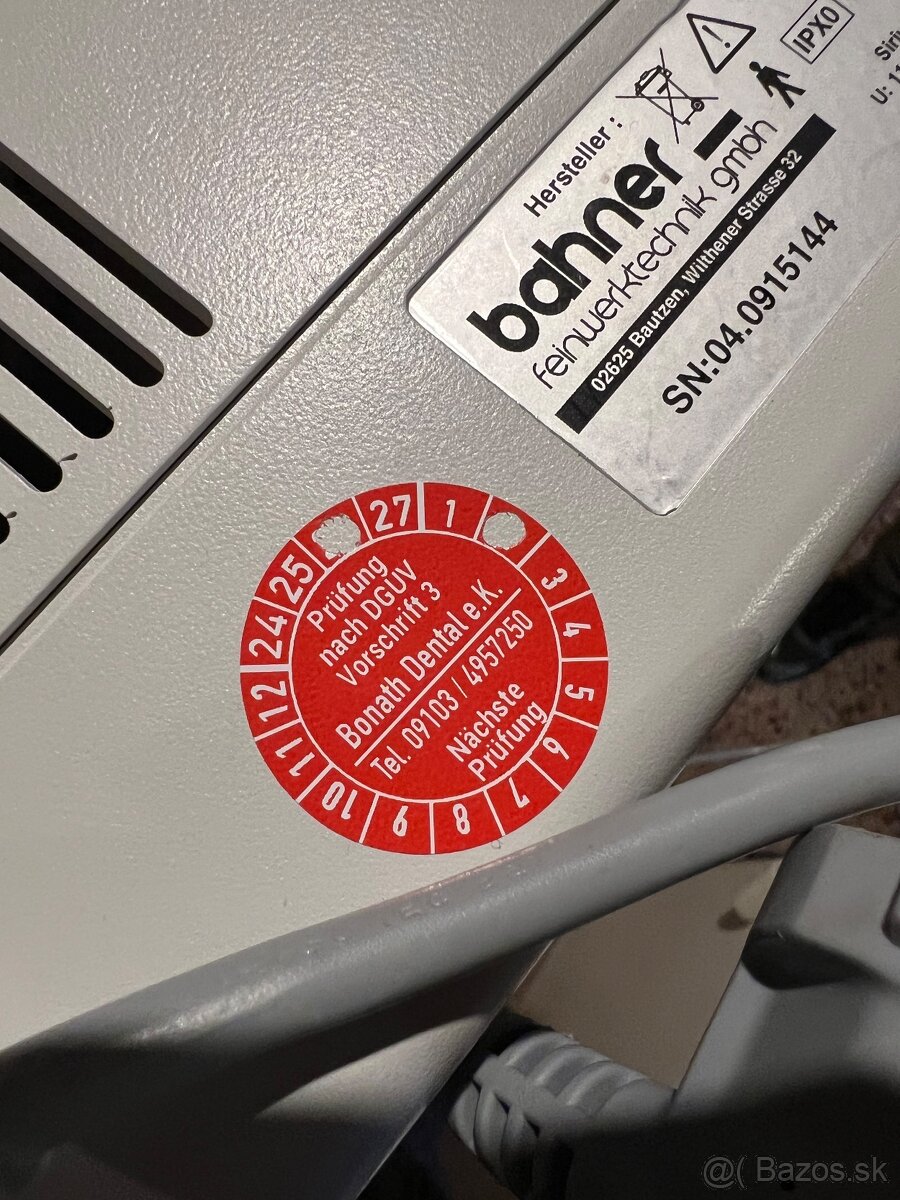 IPX0
Hersteller :
bahner
feinwerktechnik gmbh
02625 Bautzen, Wilthener Strasse 32
SN:04.0915144
U: 11
24 25 27 1 3 4 5 6 7 8 9 10 11 12
Prüfung
nach DGUV
Vorschrift 3
Bonath Dental e.K.
Tel. 09103 / 4957250
Nächste
Prüfung
@( Bazos.sk